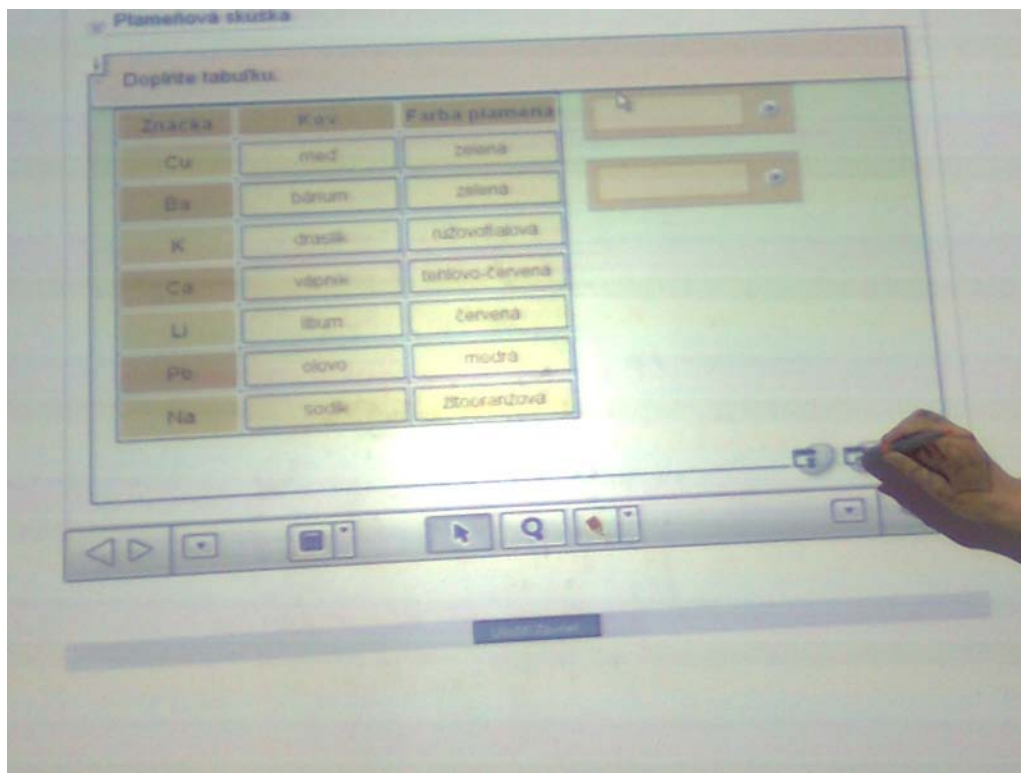 Plameňová skúška
Doplňte tabuľku.
Značka Kov Farba plameňa
Cu meď zelená
Ba bárium zelená
K draslík ružovofialová
Ca vápnik tehlovo-červená
Li lítium červená
Pb olovo modrá
Na sodík žltooranžová